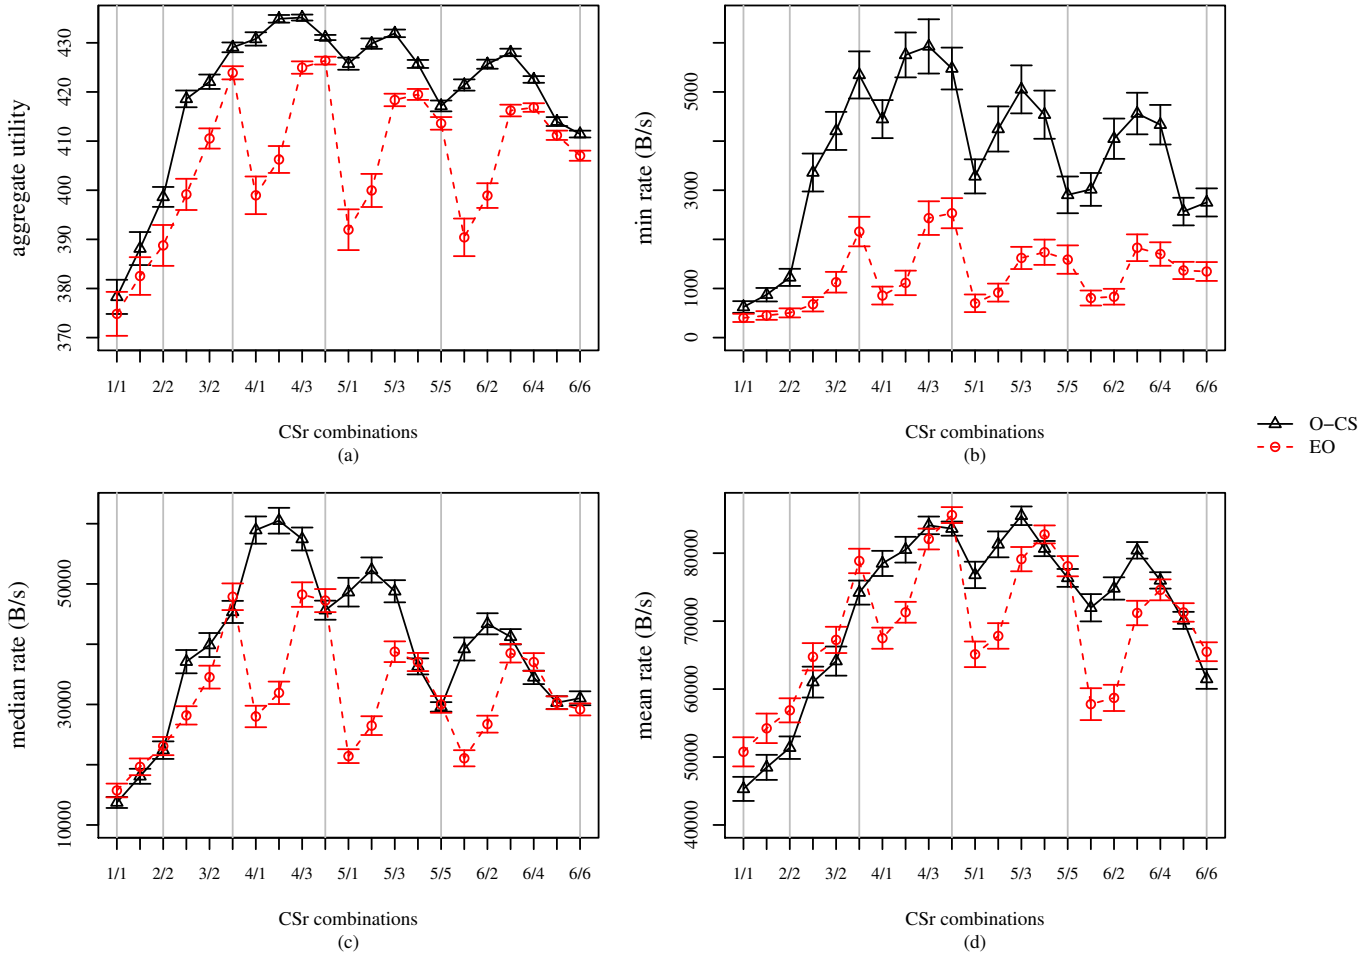 aggregate utility
370 380 390 400 410 420 430
1/1 2/2 3/2 4/1 4/3 5/1 5/3 5/5 6/2 6/4 6/6
CSr combinations
(a)
min rate (B/s)
0 1000 3000 5000
1/1 2/2 3/2 4/1 4/3 5/1 5/3 5/5 6/2 6/4 6/6
CSr combinations
(b)
O−CS
EO
median rate (B/s)
10000 30000 50000
1/1 2/2 3/2 4/1 4/3 5/1 5/3 5/5 6/2 6/4 6/6
CSr combinations
(c)
mean rate (B/s)
40000 50000 60000 70000 80000
1/1 2/2 3/2 4/1 4/3 5/1 5/3 5/5 6/2 6/4 6/6
CSr combinations
(d)